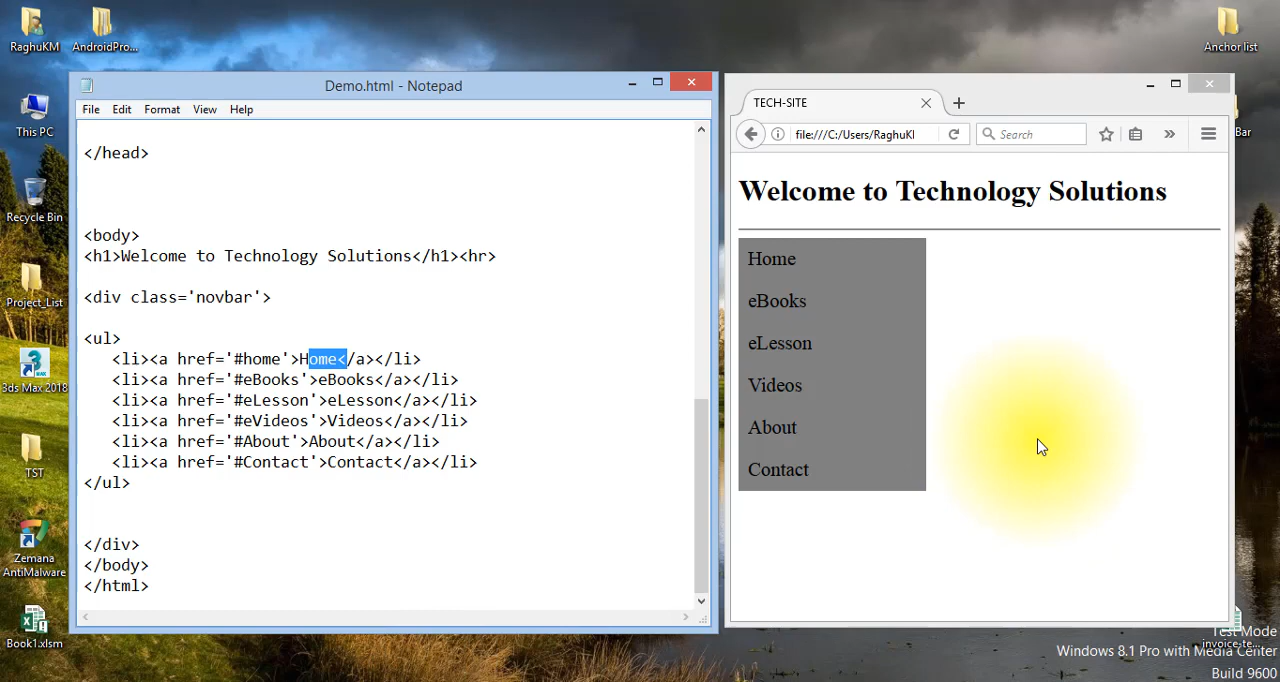 RaghuKM
AndroidPro...
Anchor list
This PC
Recycle Bin
Project_List
3ds Max 2018
TST
Zemana
AntiMalware
Book1.xlsm
Demo.html - Notepad
File Edit Format View Help
</head>
<body>
<h1>Welcome to Technology Solutions</h1><hr>
<div class='novbar'>
<ul>
<li><a href='#home'>Home</a></li>
<li><a href='#eBooks'>eBooks</a></li>
<li><a href='#eLesson'>eLesson</a></li>
<li><a href='#eVideos'>Videos</a></li>
<li><a href='#About'>About</a></li>
<li><a href='#Contact'>Contact</a></li>
</ul>
</div>
</body>
</html>
TECH-SITE
file:///C:/Users/RaghuKI
Search
Welcome to Technology Solutions
Home
eBooks
eLesson
Videos
About
Contact
Bar
Test Mode
Windows 8.1 Pro with Media Center
Build 9600